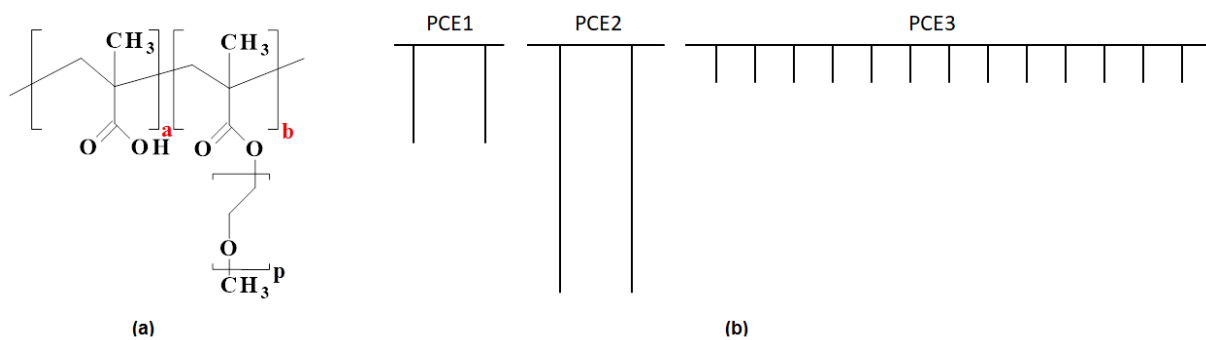 PCE1 PCE2 PCE3
CH3 CH3
a b
O OH O O
O p
CH3
(a) (b)